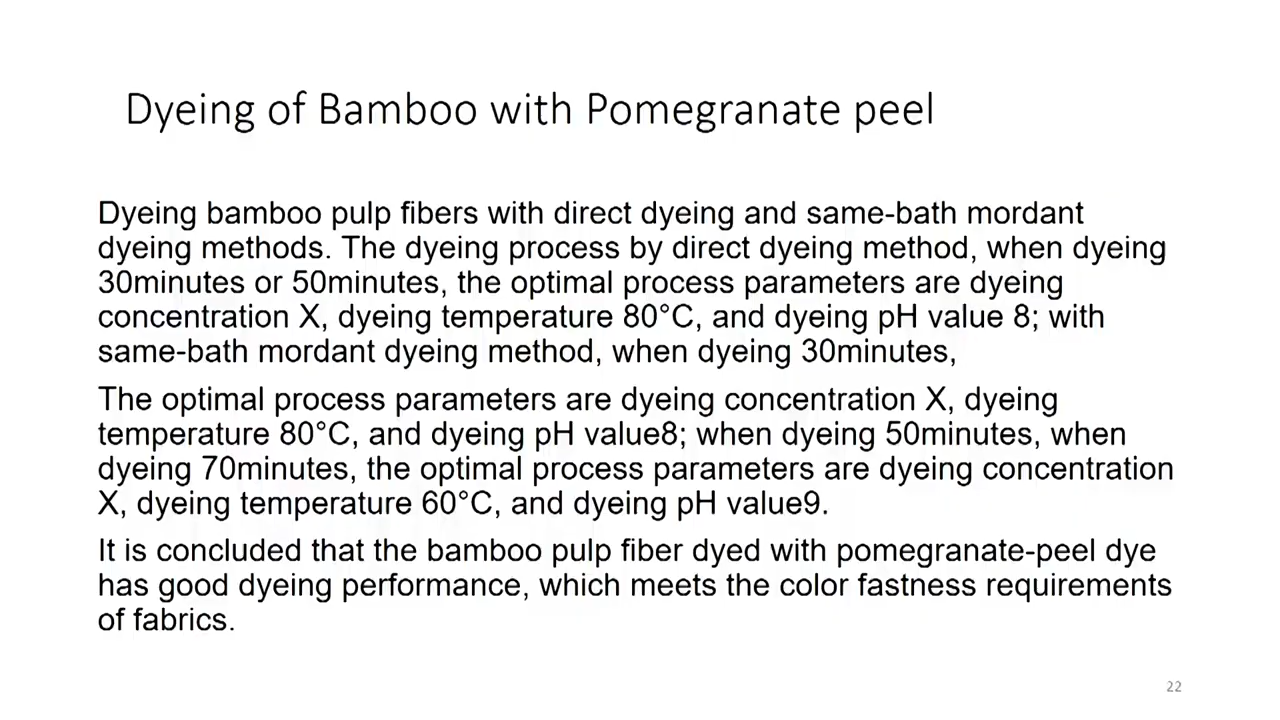 Dyeing of Bamboo with Pomegranate peel
Dyeing bamboo pulp fibers with direct dyeing and same-bath mordant
dyeing methods. The dyeing process by direct dyeing method, when dyeing
30minutes or 50minutes, the optimal process parameters are dyeing
concentration X, dyeing temperature 80°C, and dyeing pH value 8; with
same-bath mordant dyeing method, when dyeing 30minutes,
The optimal process parameters are dyeing concentration X, dyeing
temperature 80°C, and dyeing pH value8; when dyeing 50minutes, when
dyeing 70minutes, the optimal process parameters are dyeing concentration
X, dyeing temperature 60°C, and dyeing pH value9.
It is concluded that the bamboo pulp fiber dyed with pomegranate-peel dye
has good dyeing performance, which meets the color fastness requirements
of fabrics.
22